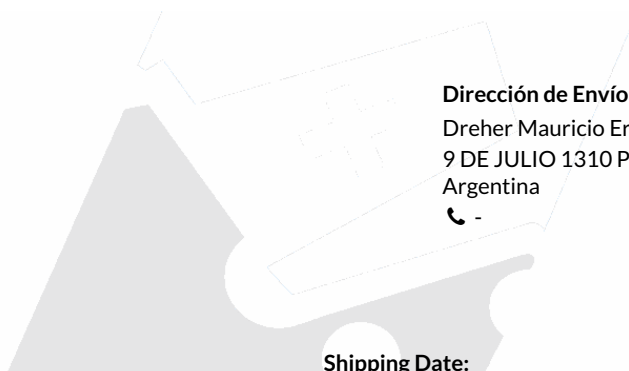 Dirección de Envío
Dreher Mauricio Er
9 DE JULIO 1310 P
Argentina
-
Shipping Date: